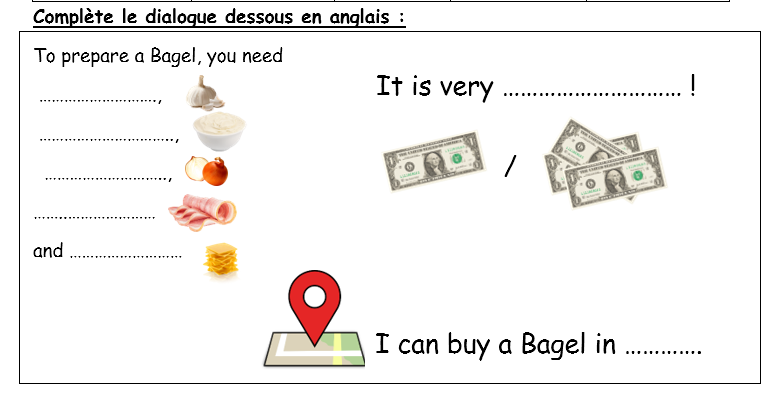 Complète le dialogue dessous en anglais :
To prepare a Bagel, you need
………………………,
…………………………..,
………………………..,
……..…………………
and ………………………
It is very ………………………… !
/
I can buy a Bagel in ………….